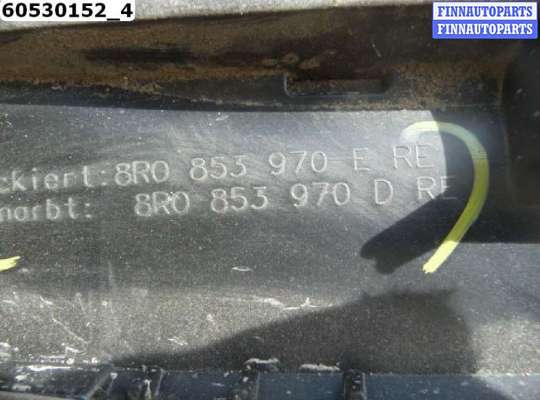 60530152_4
FINNAUTOPARTS
FINNAUTOPARTS
ckiert:8R0 853 970 E RE
narbt: 8R0 853 970 D RE